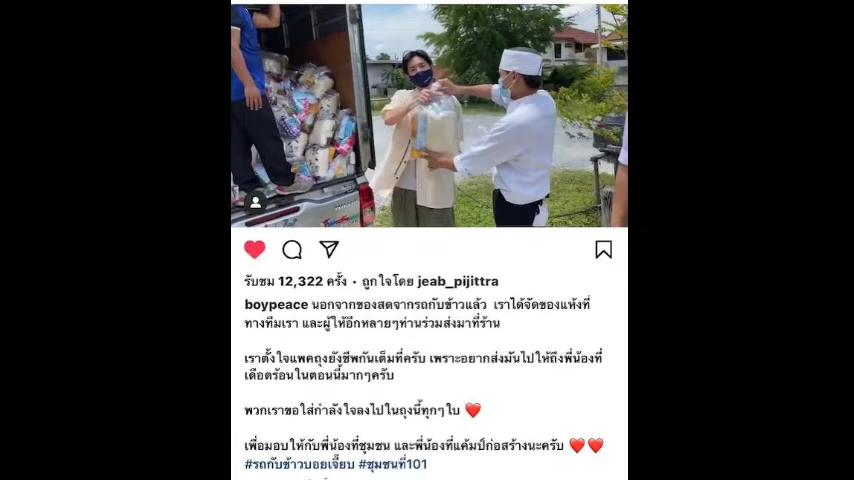 รับชม 12,322 ครั้ง · ถูกใจโดย jeab_pijittra
boypeace นอกจากของสดจากรถกับข้าวแล้ว เราได้จัดของแห้งที่
ทางทีมเรา และผู้ให้อีกหลายๆท่านร่วมส่งมาที่ร้าน
เราตั้งใจแพคถุงยังชีพกันเต็มที่ครับ เพราะอยากส่งมันไปให้ถึงพี่น้องที่
เดือดร้อนในตอนนี้มากๆครับ
พวกเราขอใส่กำลังใจลงไปในถุงนี้ทุกๆใบ ❤️
เพื่อมอบให้กับพี่น้องที่ชุมชน และพี่น้องที่แค้มป์ก่อสร้างนะครับ ❤️❤️
#รถกับข้าวบอยเจี๊ยบ #ชุมชนที่101